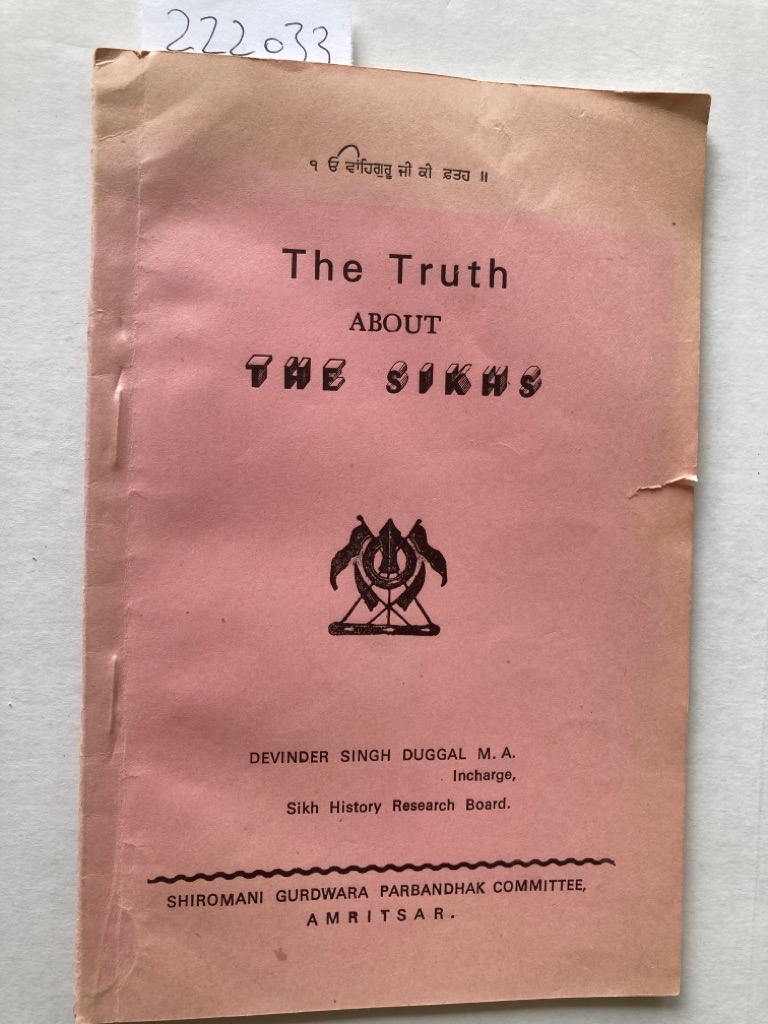 222033
੧ ਓ ਵਾਂਹਿਗੁਰੂ ਜੀ ਕੀ ਫ਼ਤਹ ॥
The Truth
ABOUT
THE SIKHS
DEVINDER SINGH DUGGAL M. A.
Incharge,
Sikh History Research Board.
SHIROMANI GURDWARA PARBANDHAK COMMITTEE,
AMRITSAR.